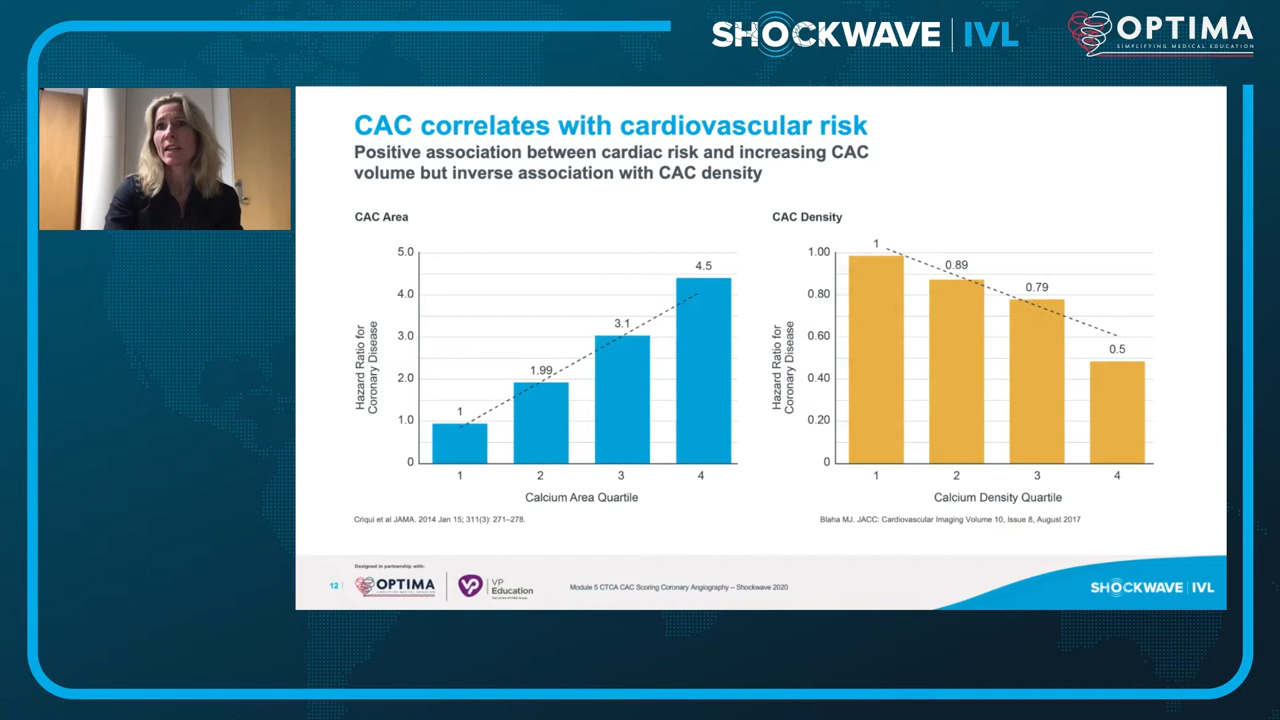 SHOCKWAVE IVL
OPTIMA
SIMPLIFYING MEDICAL EDUCATION
CAC correlates with cardiovascular risk
Positive association between cardiac risk and increasing CAC
volume but inverse association with CAC density
CAC Area
Hazard Ratio for
Coronary Disease
5.0
4.0
3.0
2.0
1.0
0
1
1.99
3.1
4.5
1
2
3
4
Calcium Area Quartile
Criqui et al JAMA. 2014 Jan 15; 311(3): 271–278.
CAC Density
Hazard Ratio for
Coronary Disease
1.00
0.80
0.60
0.40
0.20
0
1
0.89
0.79
0.5
1
2
3
4
Calcium Density Quartile
Blaha MJ. JACC: Cardiovascular Imaging Volume 10, Issue 8, August 2017
Designed in partnership with-
12
OPTIMA
VP
Education
Module 5 CTCA CAC Scoring Coronary Angiography – Shockwave 2020
SHOCKWAVE IVL